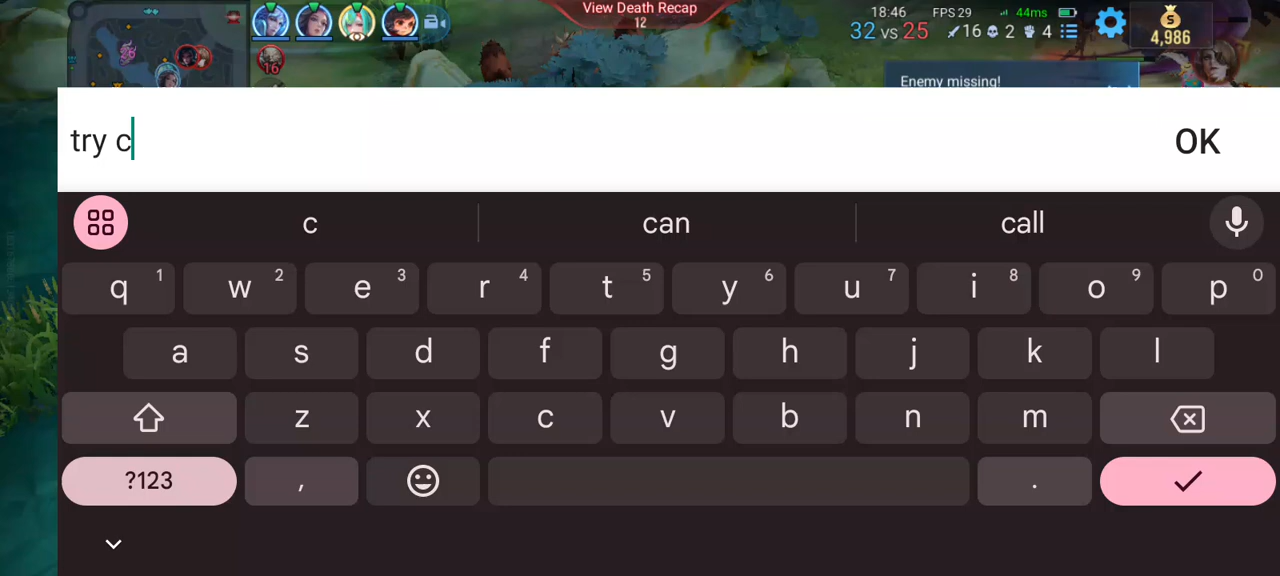 View Death Recap
12
18:46 FPS 29 44ms
32 VS 25 16 2 4
S
4,986
16
Enemy missing!
try c
OK
c can call
q 1 w 2 e 3 r 4 t 5 y 6 u 7 i 8 o 9 p 0
a s d f g h j k l
z x c v b n m
?123 , .